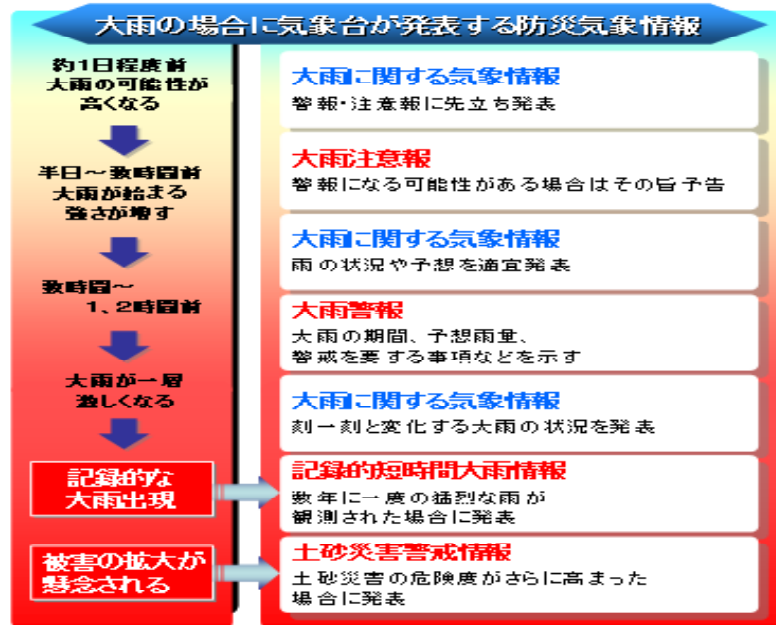 大雨の場合に気象台が発表する防災気象情報
約1日程度前
大雨の可能性が
高くなる
半日～数時間前
大雨が始まる
強さが増す
数時間～
1、2時間前
大雨が一層
激しくなる
記録的な
大雨出現
被害の拡大が
懸念される
大雨に関する気象情報
警報･注意報に先立ち発表
大雨注意報
警報になる可能性がある場合はその旨予告
大雨に関する気象情報
雨の状況や予想を適宜発表
大雨警報
大雨の期間、予想雨量、
警戒を要する事項などを示す
大雨に関する気象情報
刻一刻と変化する大雨の状況を発表
記録的短時間大雨情報
数年に一度の猛烈な雨が
観測された場合に発表
土砂災害警戒情報
土砂災害の危険度がさらに高まった
場合に発表